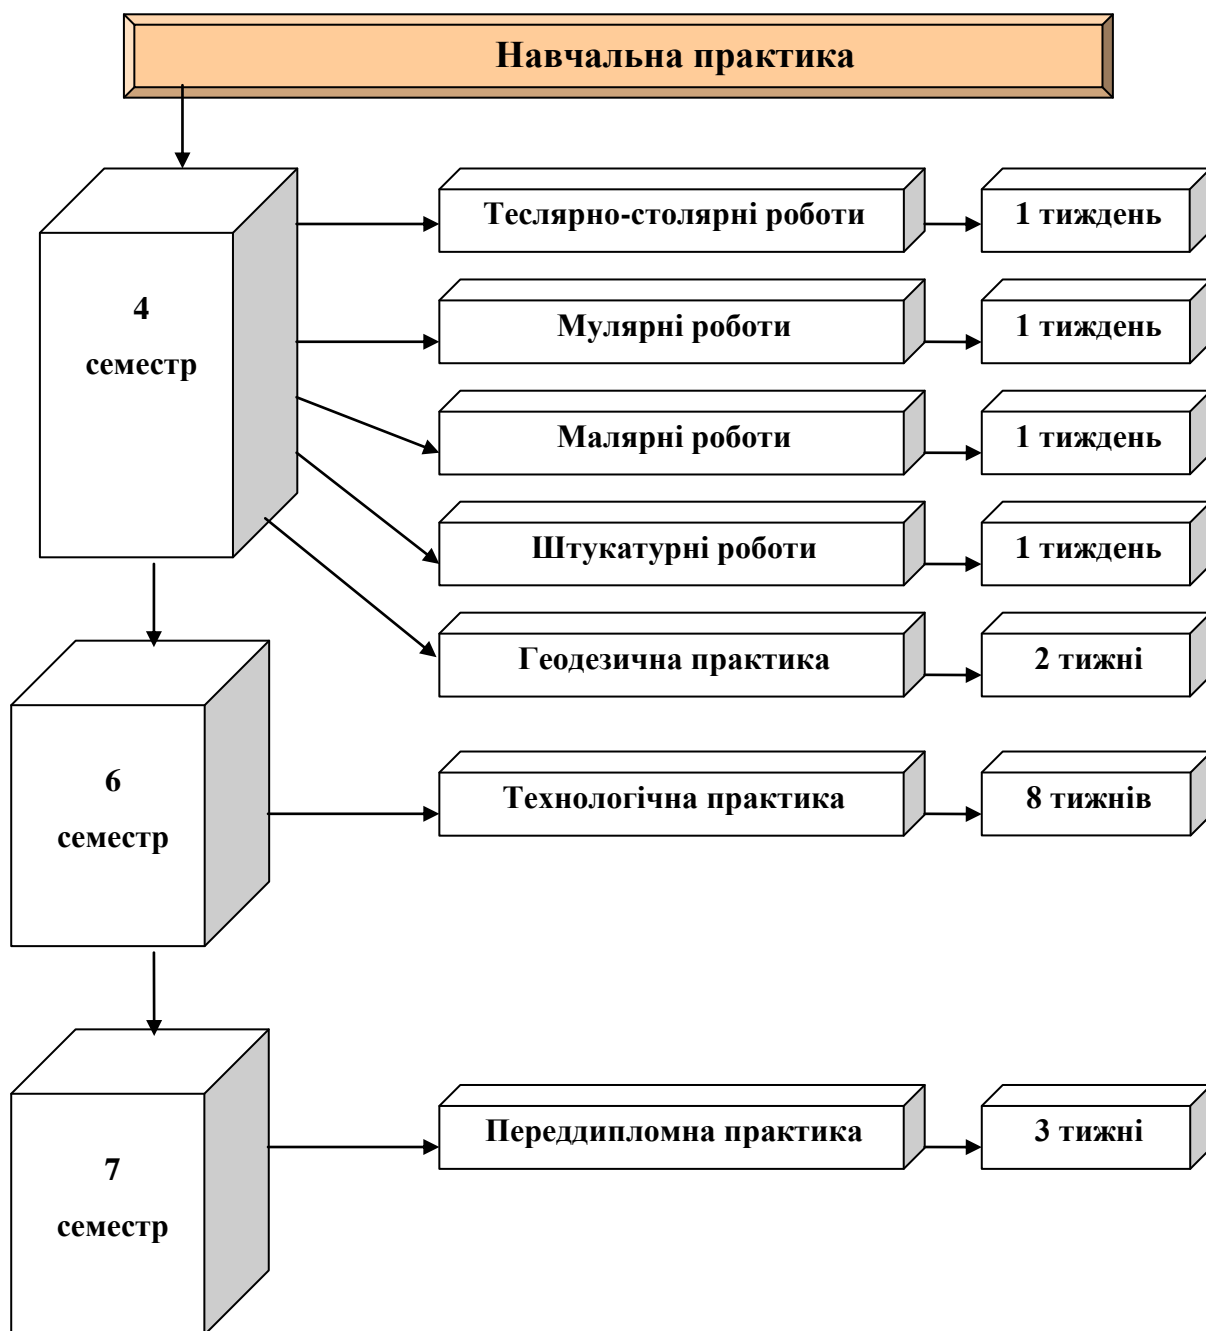 Навчальна практика
4
семестр
Теслярно-столярні роботи
1 тиждень
Мулярні роботи
1 тиждень
Малярні роботи
1 тиждень
Штукатурні роботи
1 тиждень
Геодезична практика
2 тижні
6
семестр
Технологічна практика
8 тижнів
7
семестр
Переддипломна практика
3 тижні